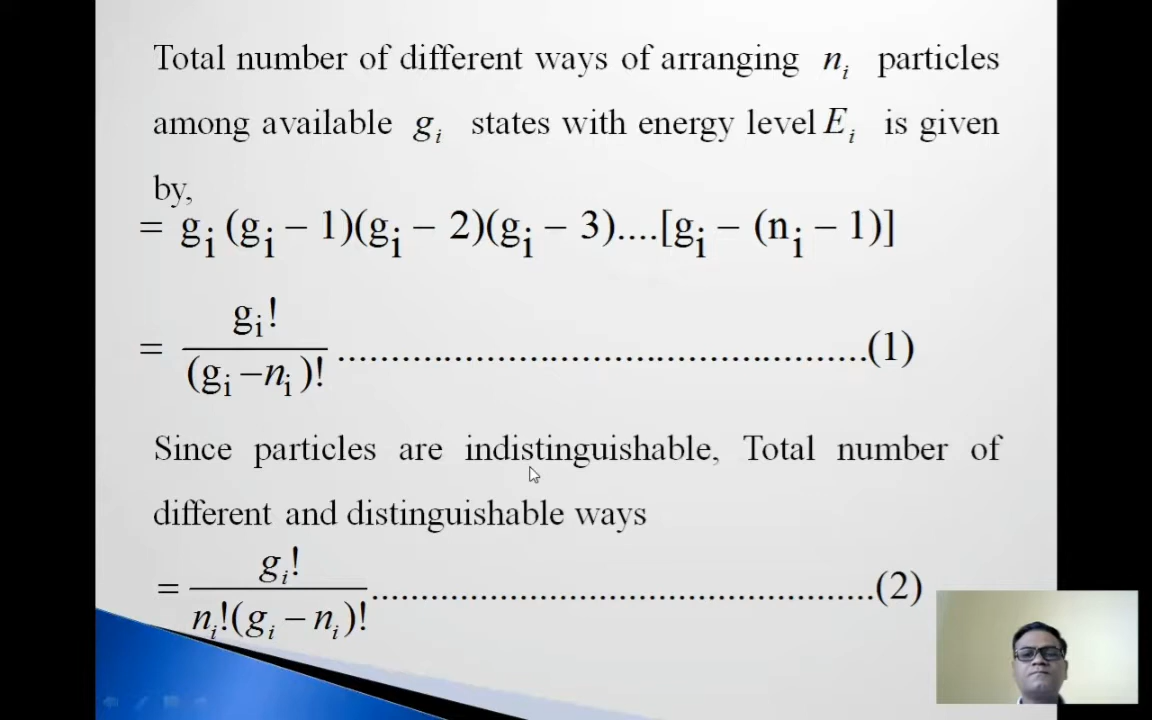 Total number of different ways of arranging nᵢ particles
among available gᵢ states with energy level Eᵢ is given
by,
= gᵢ (gᵢ − 1)(gᵢ − 2)(gᵢ − 3)....[gᵢ − (nᵢ − 1)]
= gᵢ! / (gᵢ − nᵢ)! ................................................(1)
Since particles are indistinguishable, Total number of
different and distinguishable ways
= gᵢ! / nᵢ!(gᵢ − nᵢ)! ..............................................(2)